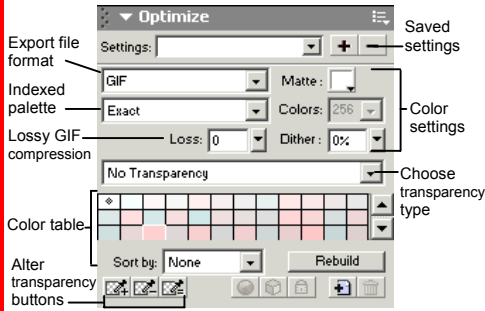 Optimize
Settings:
Saved
settings
Export file
format
GIF
Matte:
Indexed
palette
Exact
Colors: 256
Color
settings
Lossy GIF
compression
Loss: 0
Dither: 0%
No Transparency
Choose
transparency
type
Color table
Sort by: None
Rebuild
Alter
transparency
buttons